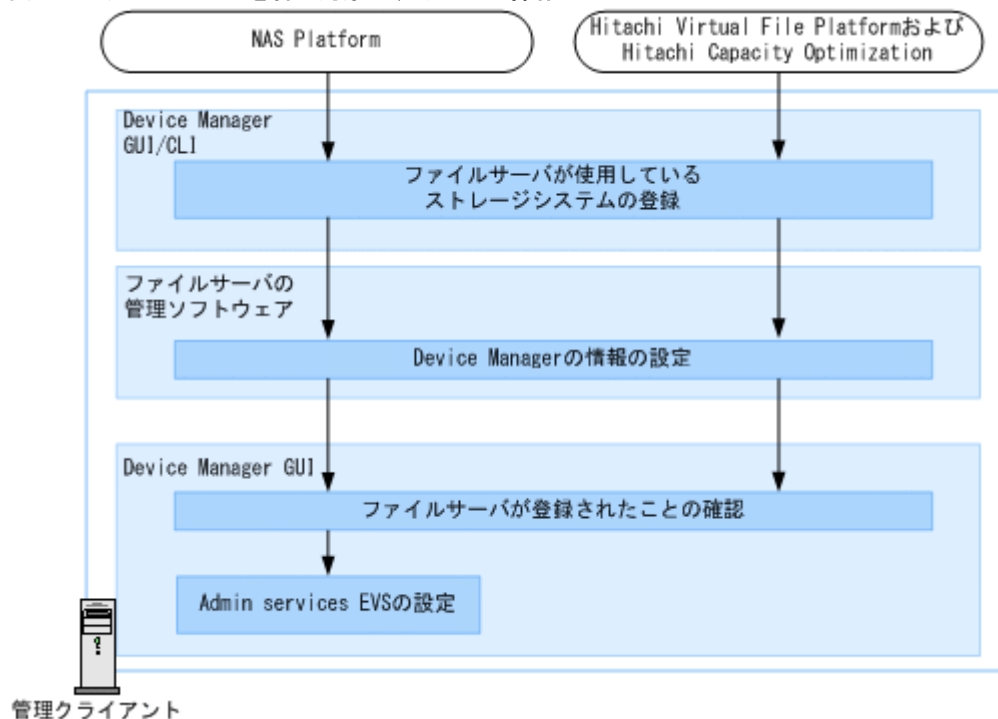 NAS Platform
Hitachi Virtual File Platformおよび
Hitachi Capacity Optimization
Device Manager
GUI/CLI
ファイルサーバが使用している
ストレージシステムの登録
ファイルサーバの
管理ソフトウェア
Device Managerの情報の設定
Device Manager GUI
ファイルサーバが登録されたことの確認
Admin services EVSの設定
管理クライアント